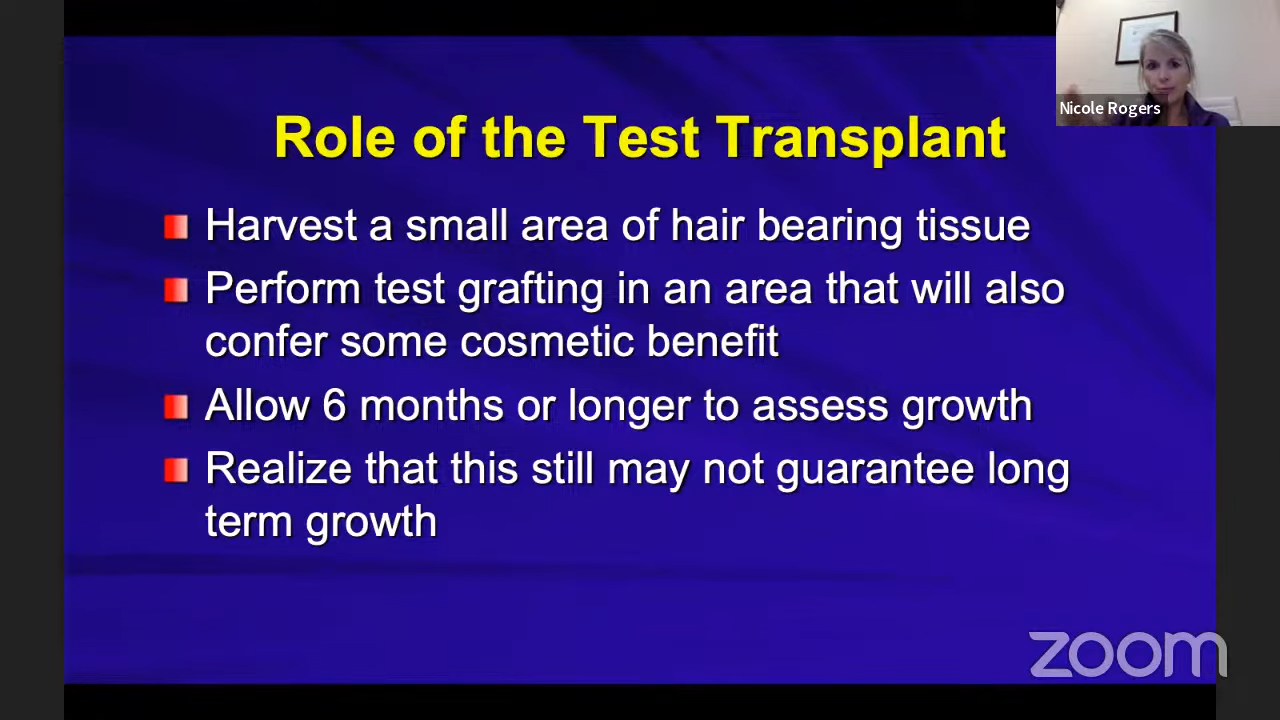 Nicole Rogers
Role of the Test Transplant
Harvest a small area of hair bearing tissue
Perform test grafting in an area that will also
confer some cosmetic benefit
Allow 6 months or longer to assess growth
Realize that this still may not guarantee long
term growth
zoom